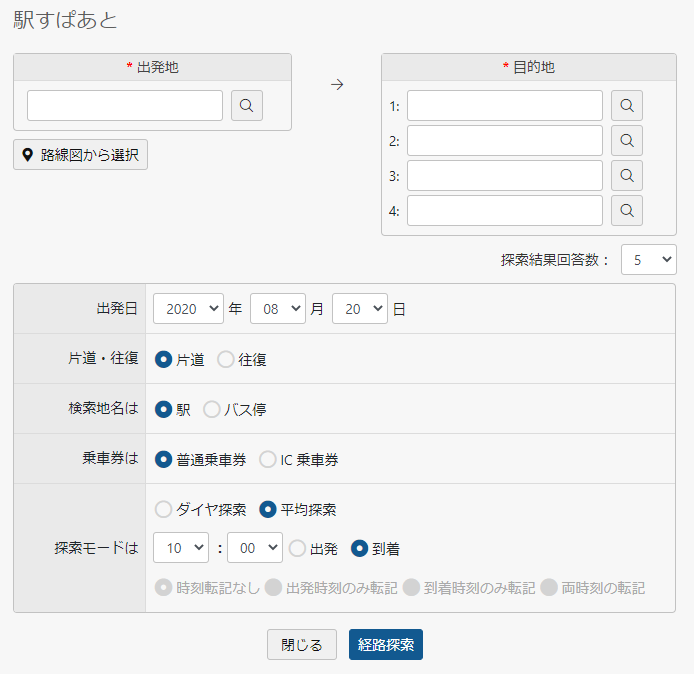 駅すぱあと
* 出発地
→
* 目的地
1:
2:
3:
4:
路線図から選択
探索結果回答数： 5
出発日 2020 年 08 月 20 日
片道・往復 片道 往復
検索地名は 駅 バス停
乗車券は 普通乗車券 IC 乗車券
探索モードは ダイヤ探索 平均探索
10 : 00 出発 到着
時刻転記なし 出発時刻のみ転記 到着時刻のみ転記 両時刻の転記
閉じる 経路探索